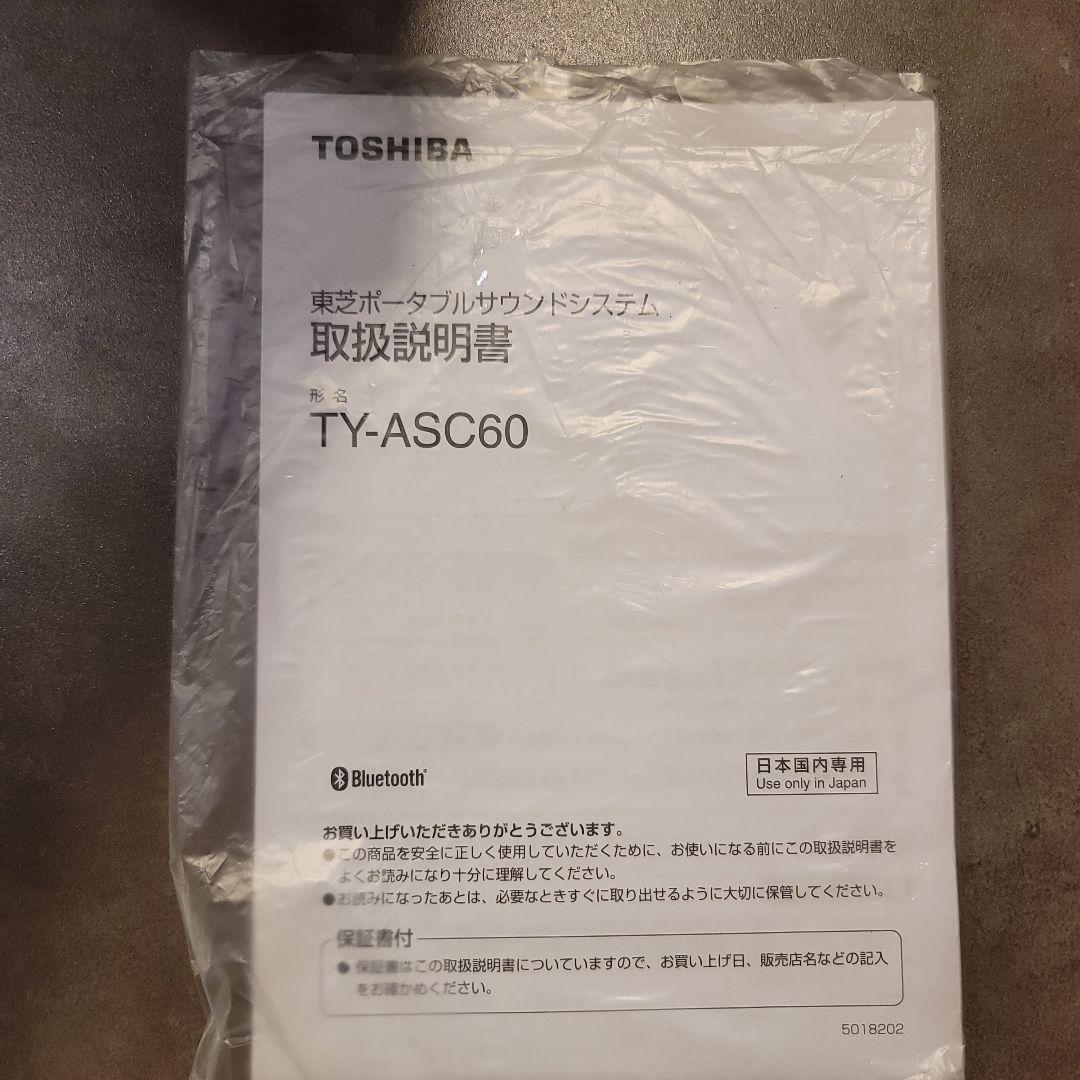 TOSHIBA
東芝ポータブルサウンドシステム
取扱説明書
形名
TY-ASC60
Bluetooth®
日本国内専用
Use only in Japan
お買い上げいただきありがとうございます。
●この商品を安全に正しく使用していただくために、お使いになる前にこの取扱説明書を
よくお読みになり十分に理解してください。
●お読みになったあとは、必要なときすぐに取り出せるように大切に保管してください。
保証書付
● 保証書はこの取扱説明書についていますので、お買い上げ日、販売店名などの記入
をお確かめください。
5018202